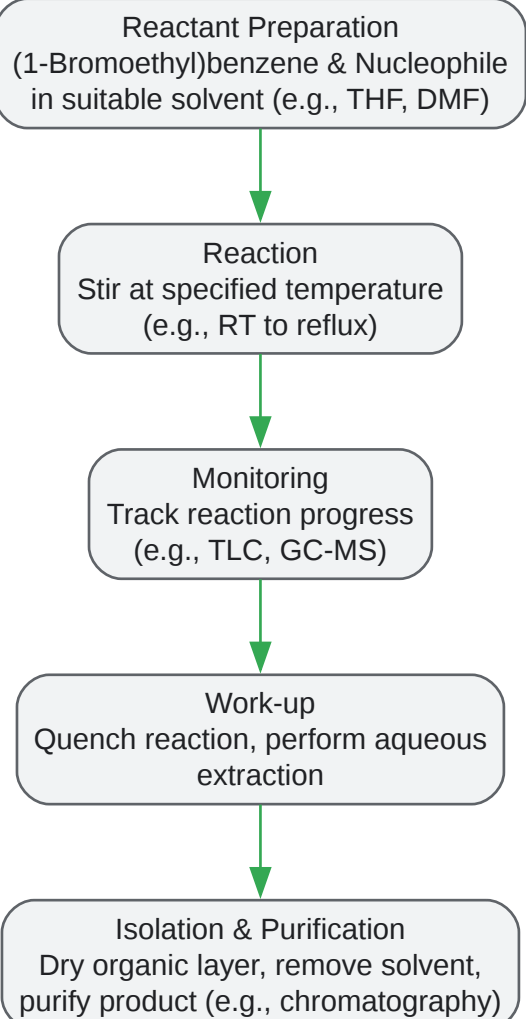 Reactant Preparation
(1-Bromoethyl)benzene & Nucleophile
in suitable solvent (e.g., THF, DMF)
Reaction
Stir at specified temperature
(e.g., RT to reflux)
Monitoring
Track reaction progress
(e.g., TLC, GC-MS)
Work-up
Quench reaction, perform aqueous
extraction
Isolation & Purification
Dry organic layer, remove solvent,
purify product (e.g., chromatography)